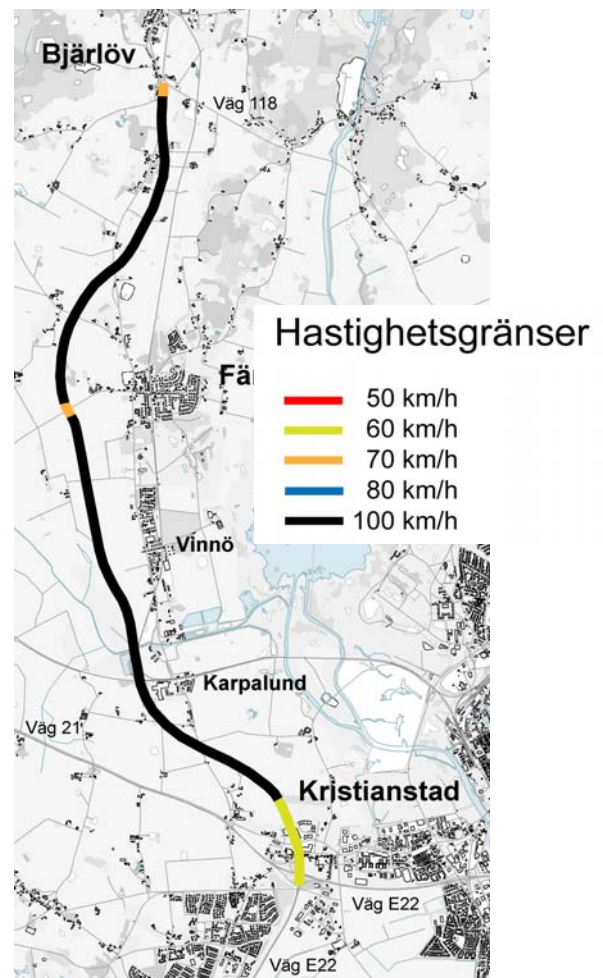 Bjärlöv
Väg 118
Hastighetsgränser
Fär
50 km/h
60 km/h
70 km/h
80 km/h
100 km/h
Vinnö
Karpalund
Väg 21
Kristianstad
Väg E22
Väg E22